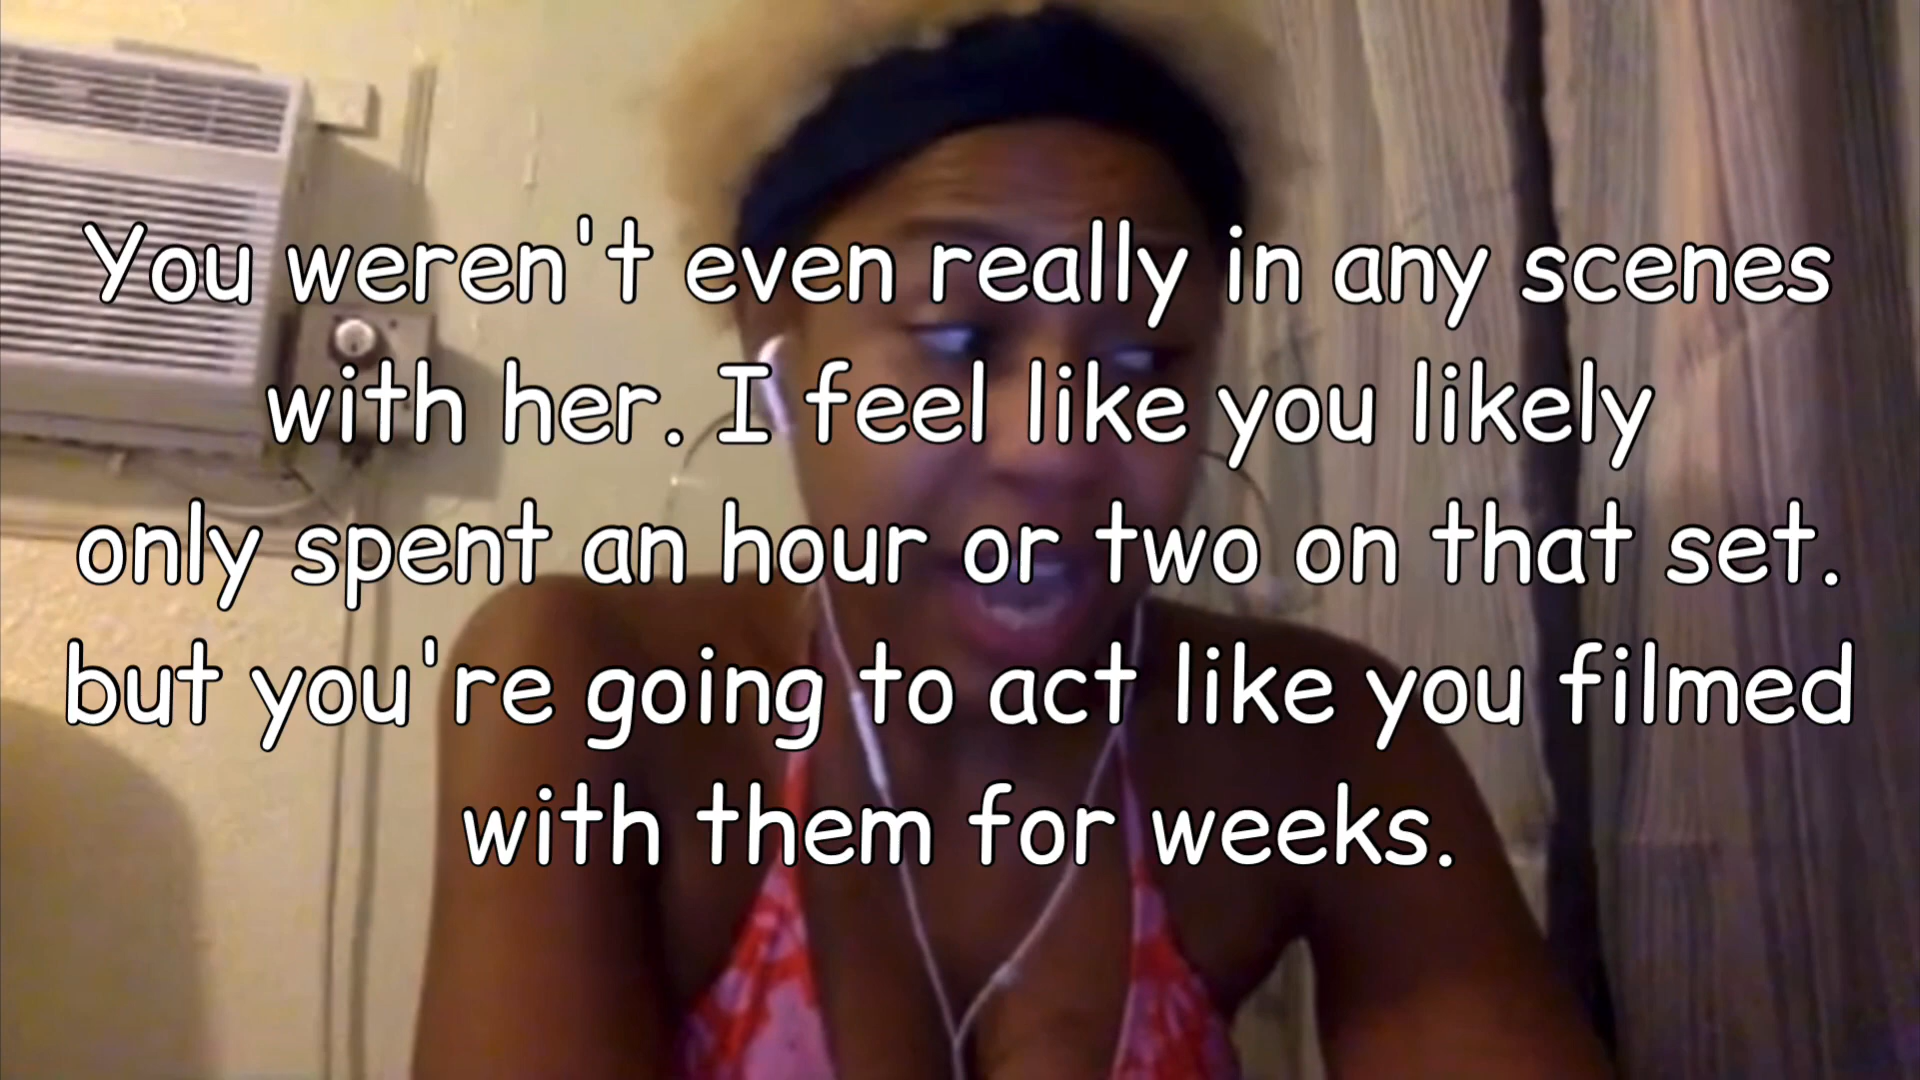 You weren't even really in any scenes
with her. I feel like you likely
only spent an hour or two on that set.
but you're going to act like you filmed
with them for weeks.